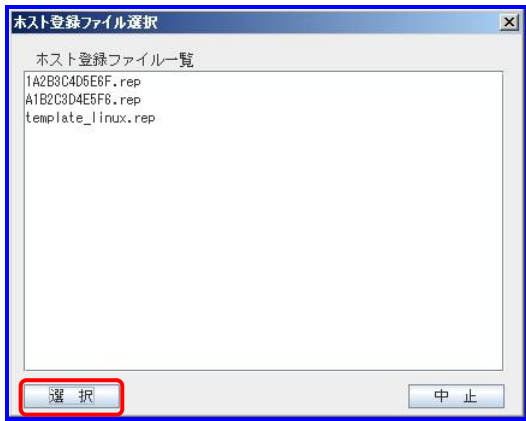 ホスト登録ファイル選択
ホスト登録ファイル一覧
1A2B3C4D5E6F.rep
A1B2C3D4E5F6.rep
template_linux.rep
選 択
中 止